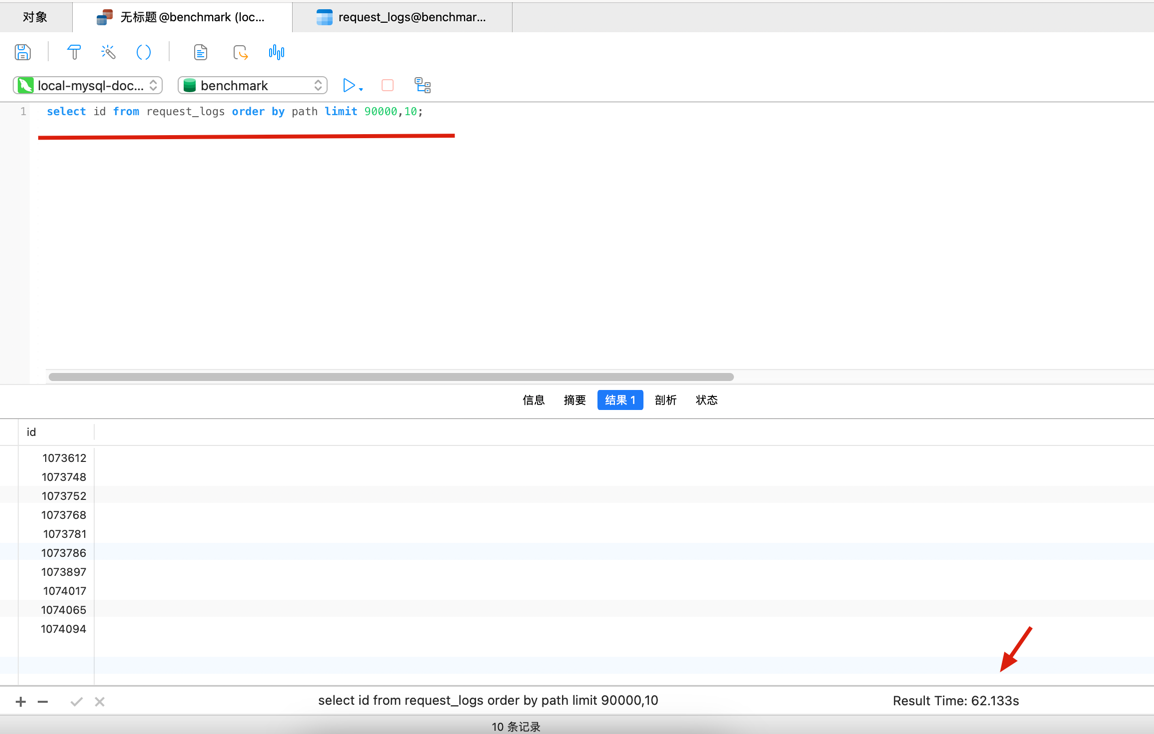 对象
无标题 @benchmark (loc...
request_logs@benchmar...
local-mysql-doc...
benchmark
1 select id from request_logs order by path limit 90000,10;
信息 摘要 结果 1 剖析 状态
id
1073612
1073748
1073752
1073768
1073781
1073786
1073897
1074017
1074065
1074094
select id from request_logs order by path limit 90000,10
Result Time: 62.133s
10 条记录